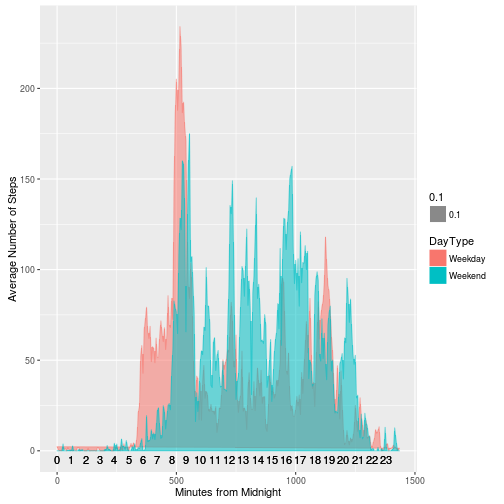 Average Number of Steps
200
150
100
50
0
0 1 2 3 4 5 6 7 8 9 10 11 12 13 14 15 16 17 18 19 20 21 22 23
0 500 1000 1500
Minutes from Midnight
0.1
0.1
DayType
Weekday
Weekend